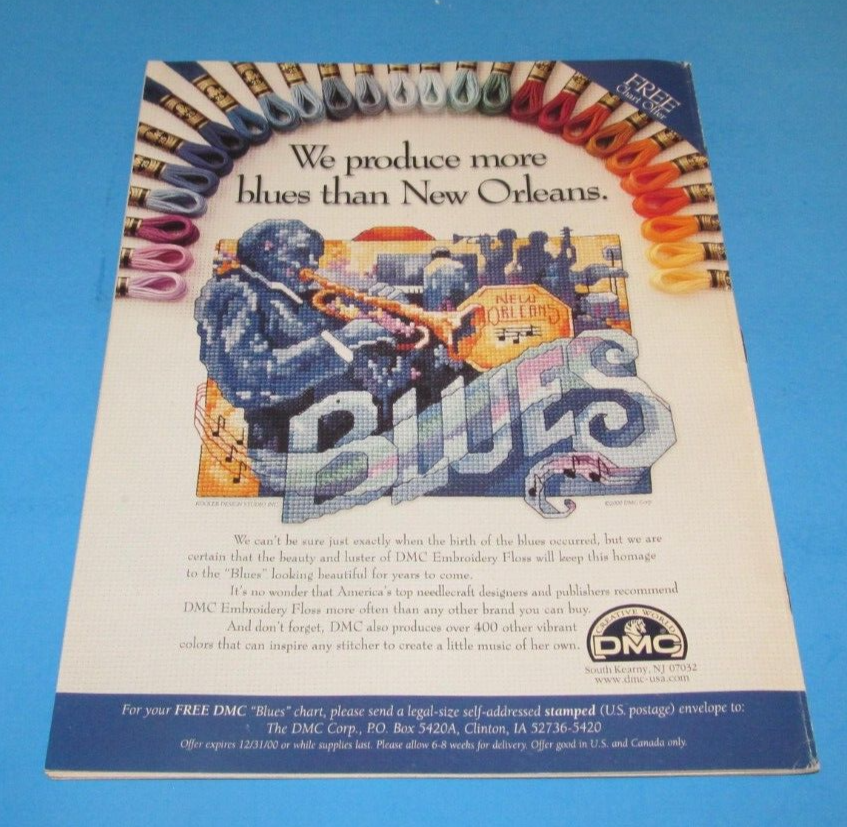 FREE
Chart Offer
We produce more
blues than New Orleans.
NEW
ORLEANS
BLUES
KOOLER DESIGN STUDIO INC.
©2000 DMC Corp.
We can't be sure just exactly when the birth of the blues occurred, but we are
certain that the beauty and luster of DMC Embroidery Floss will keep this homage
to the "Blues" looking beautiful for years to come.
It's no wonder that America's top needlecraft designers and publishers recommend
DMC Embroidery Floss more often than any other brand you can buy.
And don't forget, DMC also produces over 400 other vibrant
colors that can inspire any stitcher to create a little music of her own.
CREATIVE WORLD
DMC
South Kearny, NJ 07032
www.dmc-usa.com
For your FREE DMC "Blues" chart, please send a legal-size self-addressed stamped (U.S. postage) envelope to:
The DMC Corp., P.O. Box 5420A, Clinton, IA 52736-5420
Offer expires 12/31/00 or while supplies last. Please allow 6-8 weeks for delivery. Offer good in U.S. and Canada only.